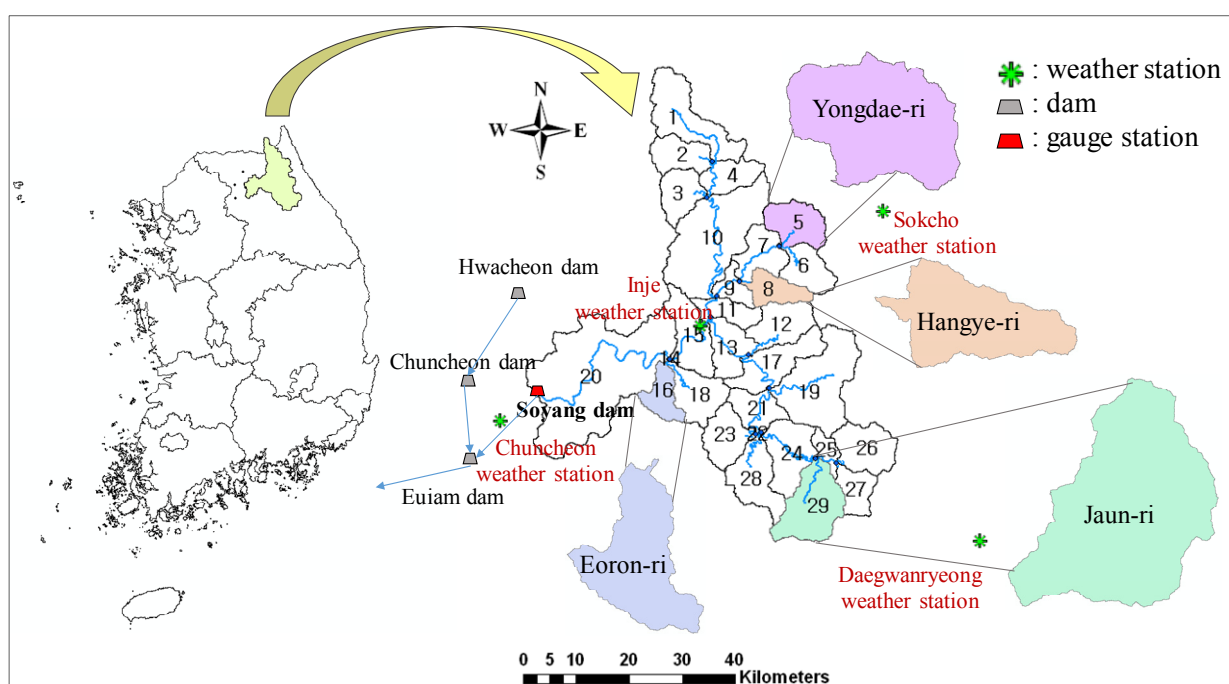 : weather station
: dam
: gauge station
Yongdae-ri
N
W
E
S
1
2
4
3
5
10
7
6
Sokcho
weather station
Hwacheon dam
Inje
weather station
9
8
Hangye-ri
11
12
15
13
Chuncheon dam
14
17
20
16
18
19
Soyang dam
21
23
22
24
25
26
Chuncheon
weather station
28
27
Euiam dam
29
Jaun-ri
Eoron-ri
Daegwanryeong
weather station
0 5 10 20 30 40
Kilometers